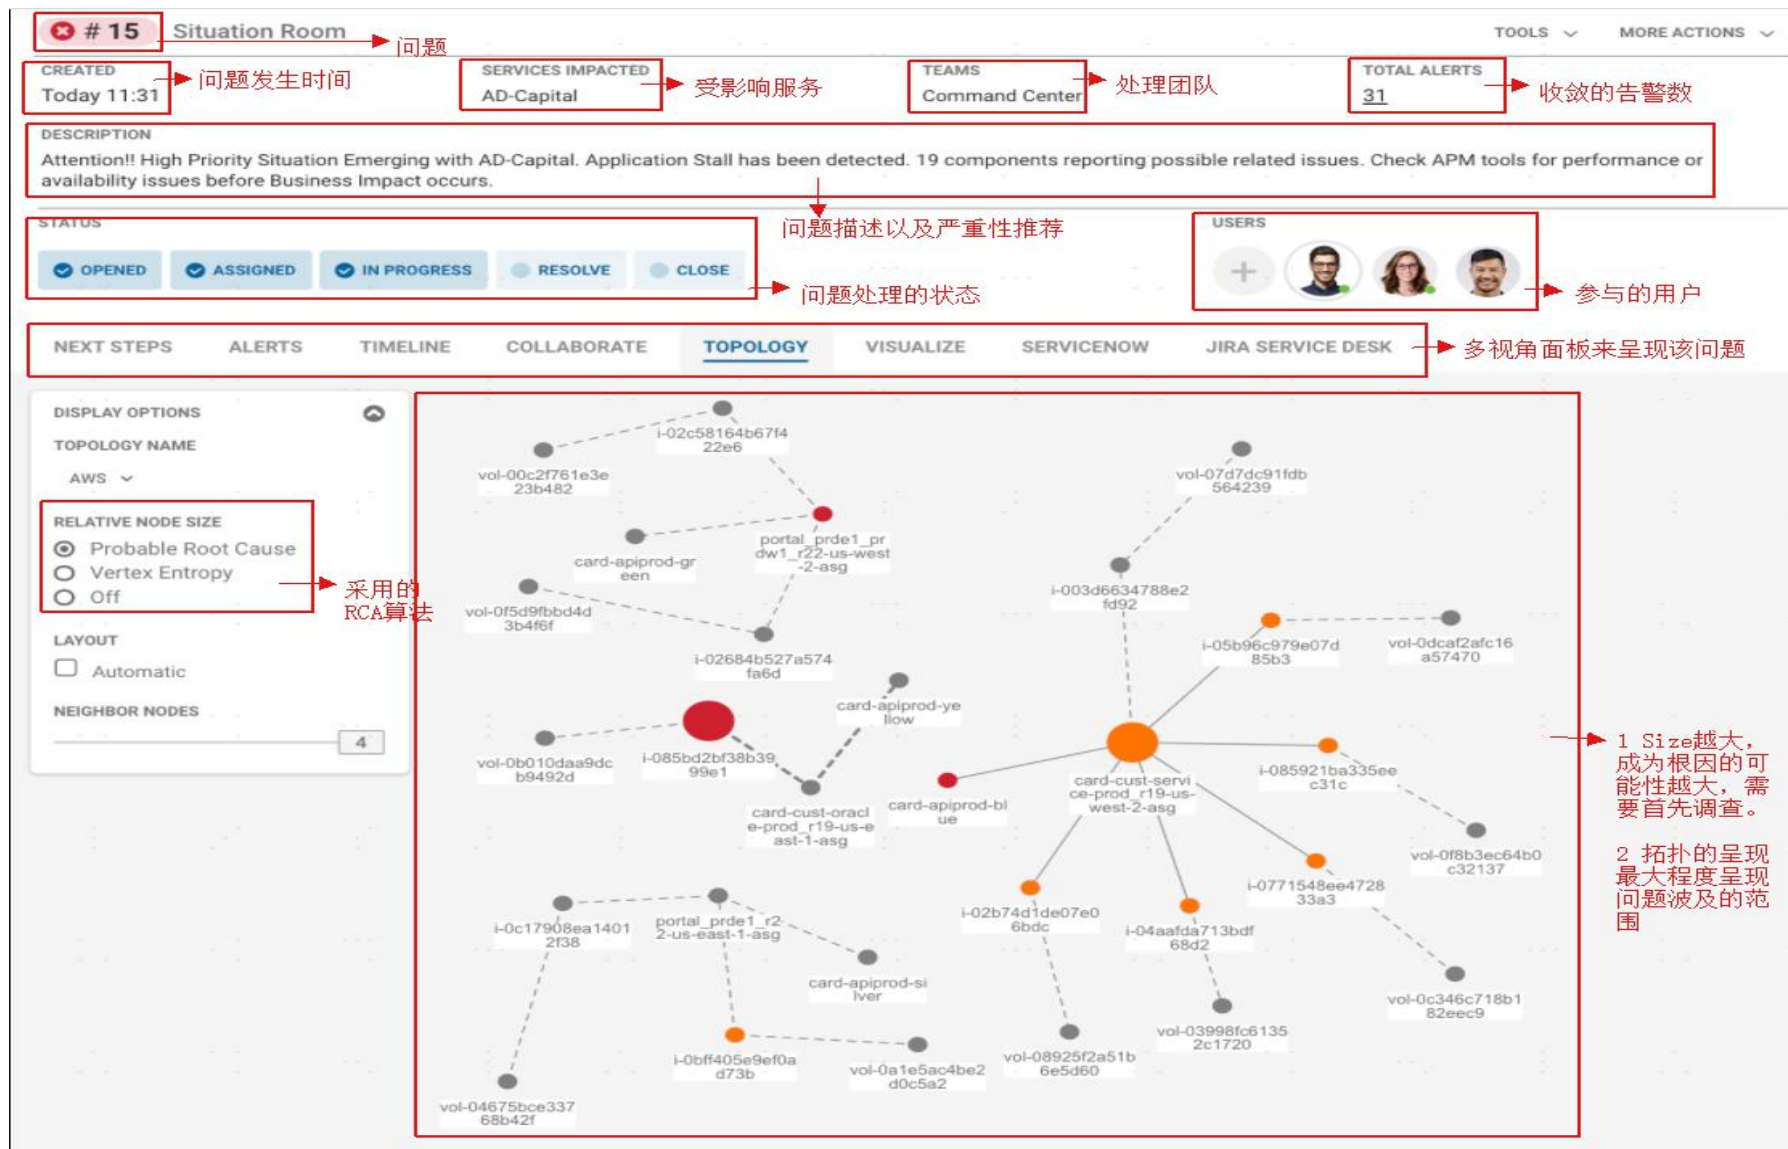 # 15 Situation Room
问题
TOOLS
MORE ACTIONS
CREATED
Today 11:31
问题发生时间
SERVICES IMPACTED
AD-Capital
受影响服务
TEAMS
Command Center
处理团队
TOTAL ALERTS
31
收敛的告警数
DESCRIPTION
Attention!! High Priority Situation Emerging with AD-Capital. Application Stall has been detected. 19 components reporting possible related issues. Check APM tools for performance or
availability issues before Business Impact occurs.
问题描述以及严重性推荐
STATUS
OPENED
ASSIGNED
IN PROGRESS
RESOLVE
CLOSE
问题处理的状态
USERS
参与的用户
NEXT STEPS
ALERTS
TIMELINE
COLLABORATE
TOPOLOGY
VISUALIZE
SERVICENOW
JIRA SERVICE DESK
多视角面板来呈现该问题
DISPLAY OPTIONS
TOPOLOGY NAME
AWS
RELATIVE NODE SIZE
Probable Root Cause
Vertex Entropy
Off
采用的
RCA算法
LAYOUT
Automatic
NEIGHBOR NODES
4
i-02c58164b67f4
22e6
vol-00c2f761e3e
23b482
vol-07d7dc91fdb
564239
portal_prde1_pr
dw1_r22-us-west
-2-asg
card-apiprod-gr
een
i-003d6634788e2
fd92
vol-0f5d9fbbd4d
3b4f6f
i-02684b527a574
fa6d
i-05b96c979e07d
85b3
vol-0dcaf2afc16
a57470
card-apiprod-ye
llow
i-085bd2bf38b39
99e1
vol-0b010daa9dc
b9492d
card-cust-servi
ce-prod_r19-us-
west-2-asg
i-085921ba335ee
c31c
card-apiprod-bl
ue
card-cust-oracl
e-prod_r19-us-e
ast-1-asg
vol-0f8b3ec64b0
c32137
i-0771548ee4728
33a3
i-02b74d1de07e0
6bdc
i-04aafda713bdf
68d2
i-0c17908ea1401
2f38
portal_prde1_r2
2-us-east-1-asg
card-apiprod-si
lver
vol-0c346c718b1
82eec9
vol-03998fc6135
2c1720
vol-08925f2a51b
6e5d60
i-0bff405e9ef0a
d73b
vol-0a1e5ac4be2
d0c5a2
vol-04675bce337
68b42f
1 Size越大，
成为根因的可
能性越大，需
要首先调查。
2 拓扑的呈现
最大程度呈现
问题波及的范
围